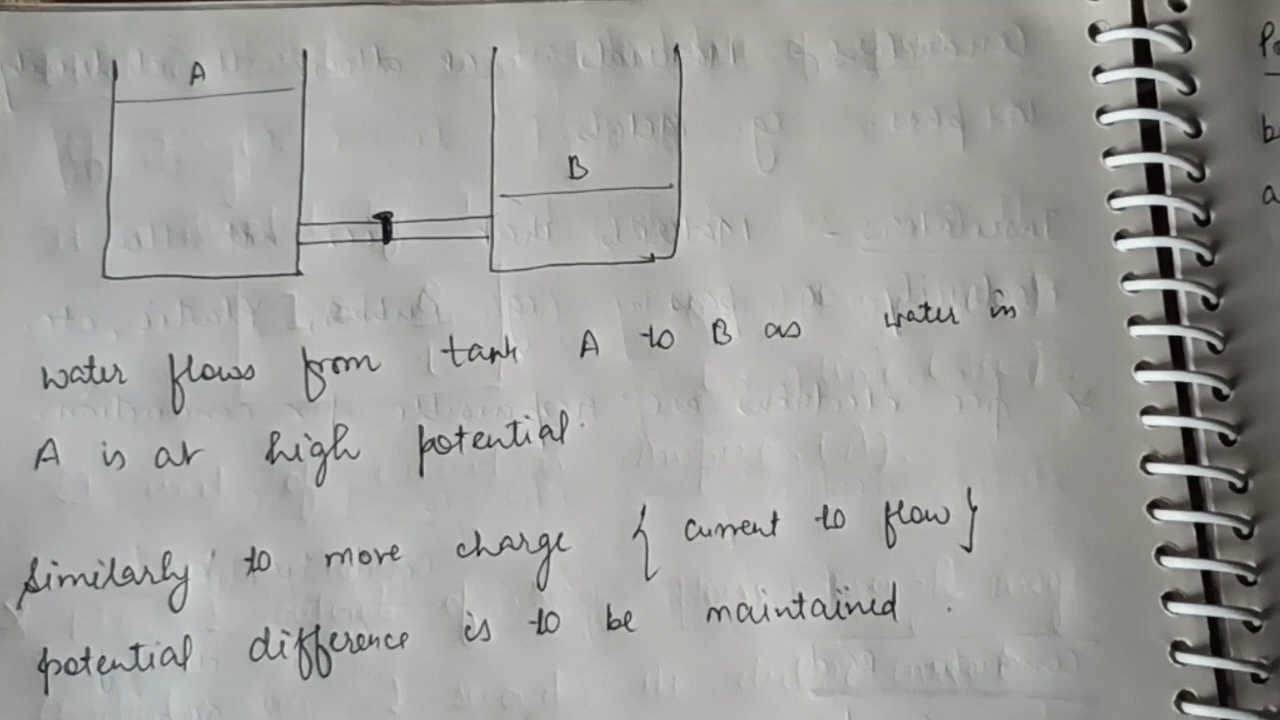 A
B
water flows from tank A to B as water in
A is at high potential.
Similarly to move charge { current to flow }
potential difference is to be maintained.
Po
b
a